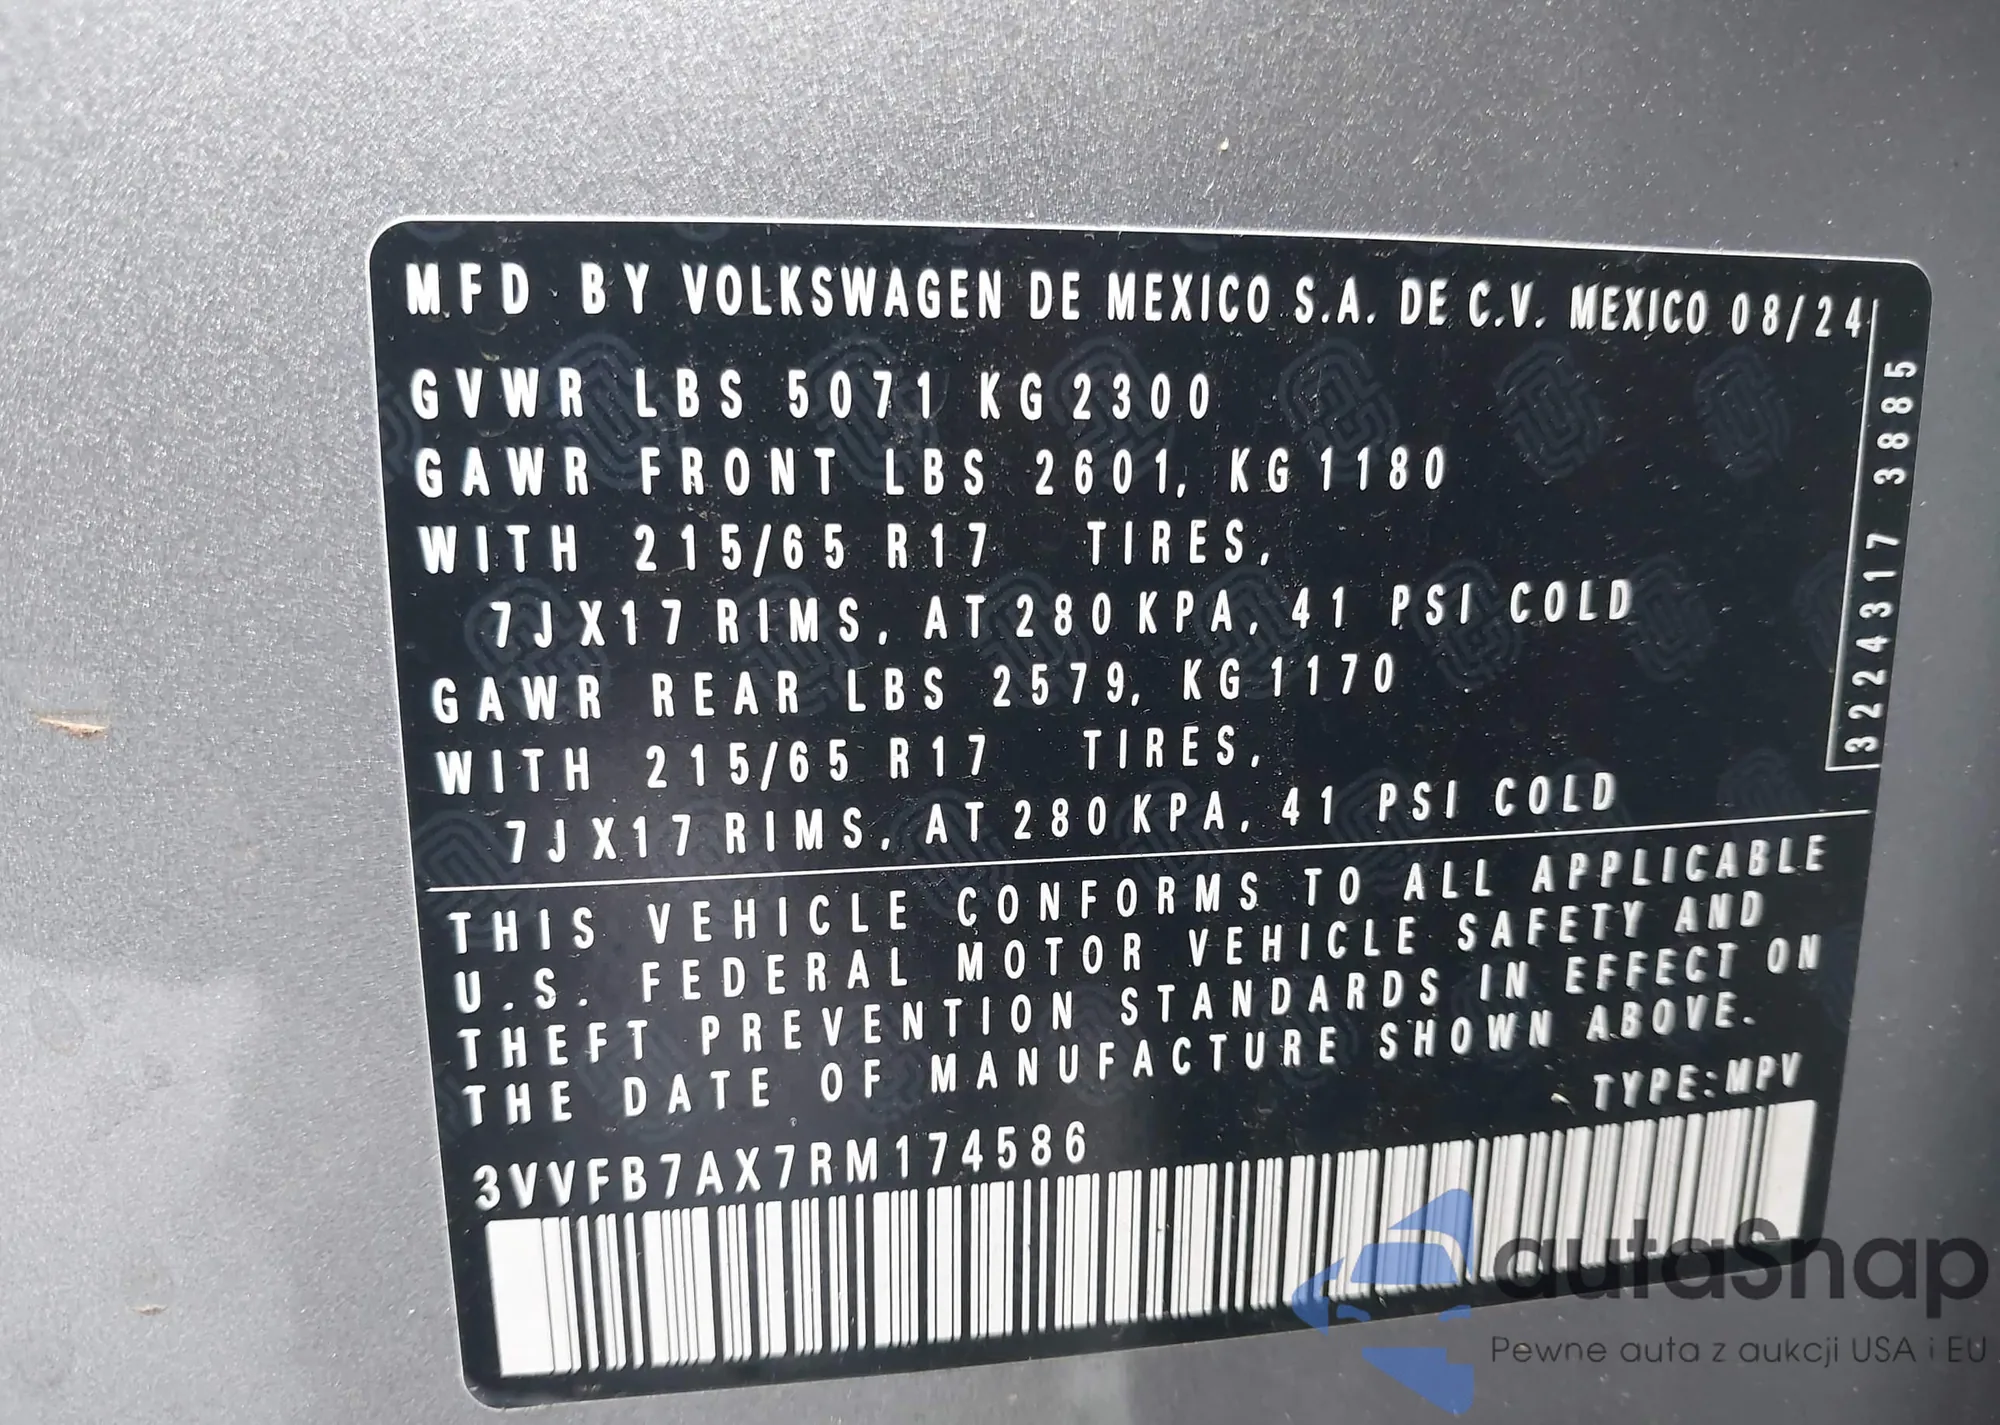 MFD BY VOLKSWAGEN DE MEXICO S.A. DE C.V. MEXICO 08/24
GVWR LBS 5071 KG 2300
GAWR FRONT LBS 2601, KG 1180
WITH 215/65 R17 TIRES,
7J X17 RIMS, AT 280 KPA, 41 PSI COLD
GAWR REAR LBS 2579, KG 1170
WITH 215/65 R17 TIRES,
7J X17 RIMS, AT 280 KPA, 41 PSI COLD
3224317 3885
THIS VEHICLE CONFORMS TO ALL APPLICABLE
U.S. FEDERAL MOTOR VEHICLE SAFETY AND
THEFT PREVENTION STANDARDS IN EFFECT ON
THE DATE OF MANUFACTURE SHOWN ABOVE.
TYPE:MPV
3VVFB7AX7RM174586
autaSnap
Pewne auta z aukcji USA i EU